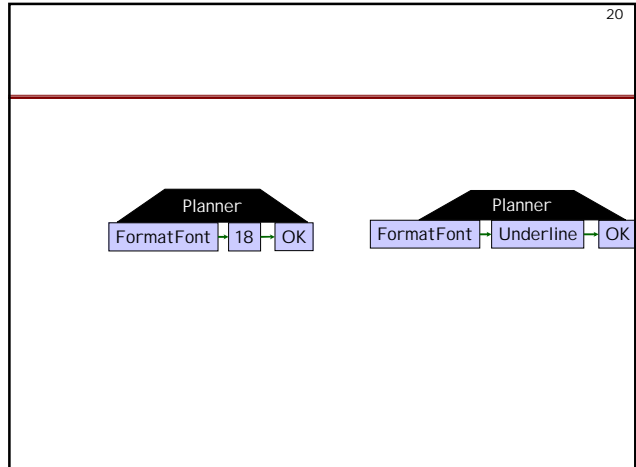 20
Planner
FormatFont 18 OK
Planner
FormatFont Underline OK